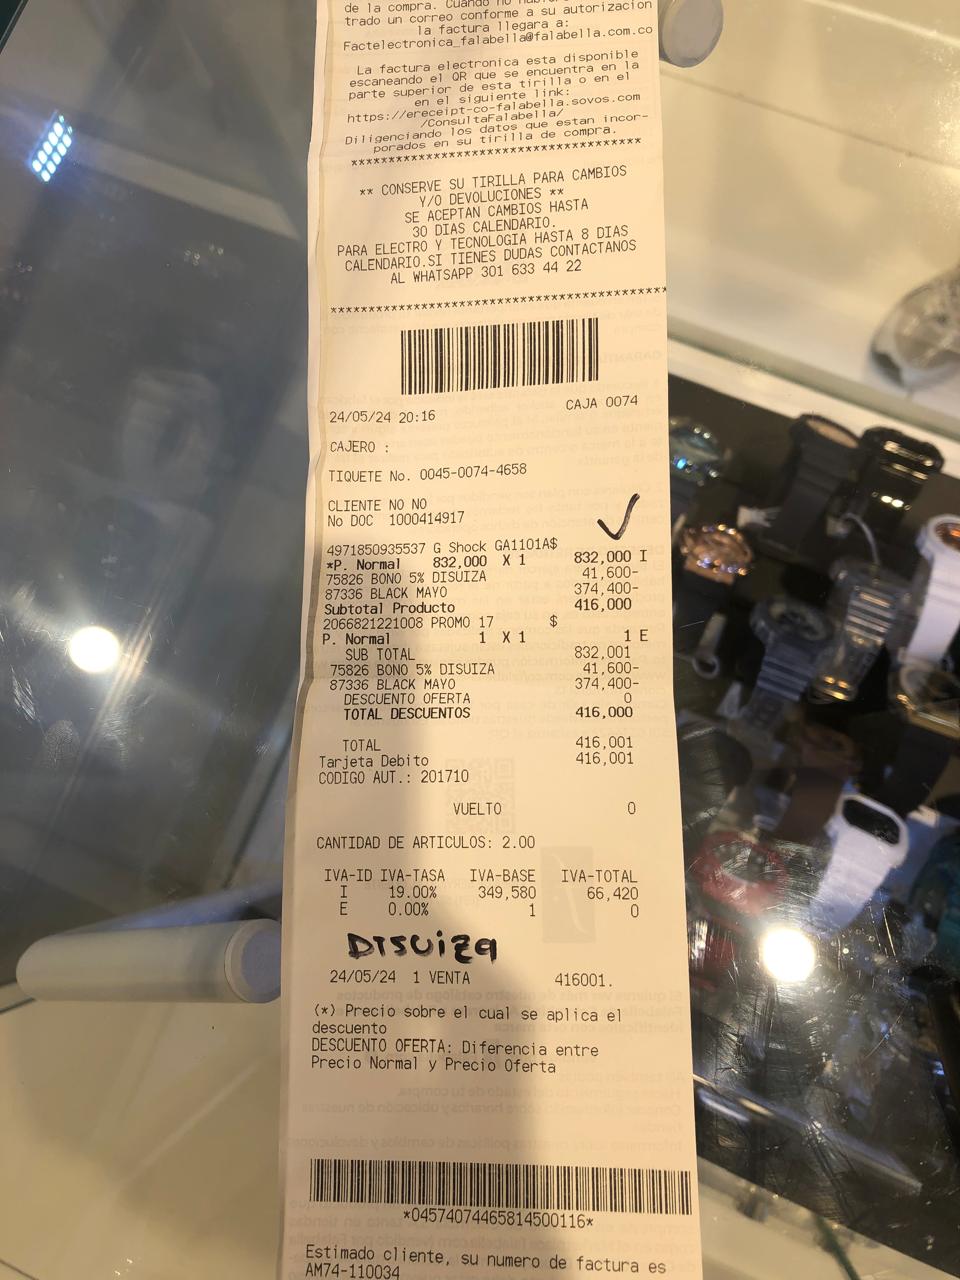 de la compra. Cuando no
trado un correo conforme a su autorizacion
la factura llegara a:
Factelectronica_falabella@falabella.com.co
La factura electronica esta disponible
escaneando el QR que se encuentra en la
parte superior de esta tirilla o en el
en el siguiente link:
https://ereceipt-co-falabella.sovos.com
/ConsultaFalabella/
Diligenciando los datos que estan incor-
porados en su tirilla de compra.
****************************************
** CONSERVE SU TIRILLA PARA CAMBIOS
Y/O DEVOLUCIONES **
SE ACEPTAN CAMBIOS HASTA
30 DIAS CALENDARIO.
PARA ELECTRO Y TECNOLOGIA HASTA 8 DIAS
CALENDARIO.SI TIENES DUDAS CONTACTANOS
AL WHATSAPP 301 633 44 22
****************************************
24/05/24 20:16 CAJA 0074
CAJERO :
TIQUETE No. 0045-0074-4658
CLIENTE NO NO
No DOC 1000414917
4971850935537 G Shock GA1101A$
*P. Normal 832,000 X 1 832,000 I
75826 BONO 5% DISUIZA 41,600-
87336 BLACK MAYO 374,400-
Subtotal Producto 416,000
2066821221008 PROMO 17 $
P. Normal 1 X 1 1 E
SUB TOTAL 832,001
75826 BONO 5% DISUIZA 41,600-
87336 BLACK MAYO 374,400-
DESCUENTO OFERTA 0
TOTAL DESCUENTOS 416,000
TOTAL 416,001
Tarjeta Debito 416,001
CODIGO AUT.: 201710
VUELTO 0
CANTIDAD DE ARTICULOS: 2.00
IVA-ID IVA-TASA IVA-BASE IVA-TOTAL
I 19.00% 349,580 66,420
E 0.00% 1 0
DISUIZA
24/05/24 1 VENTA 416001.
(*) Precio sobre el cual se aplica el
descuento
DESCUENTO OFERTA: Diferencia entre
Precio Normal y Precio Oferta
*04574074465814500116*
Estimado cliente, su numero de factura es
AM74-110034